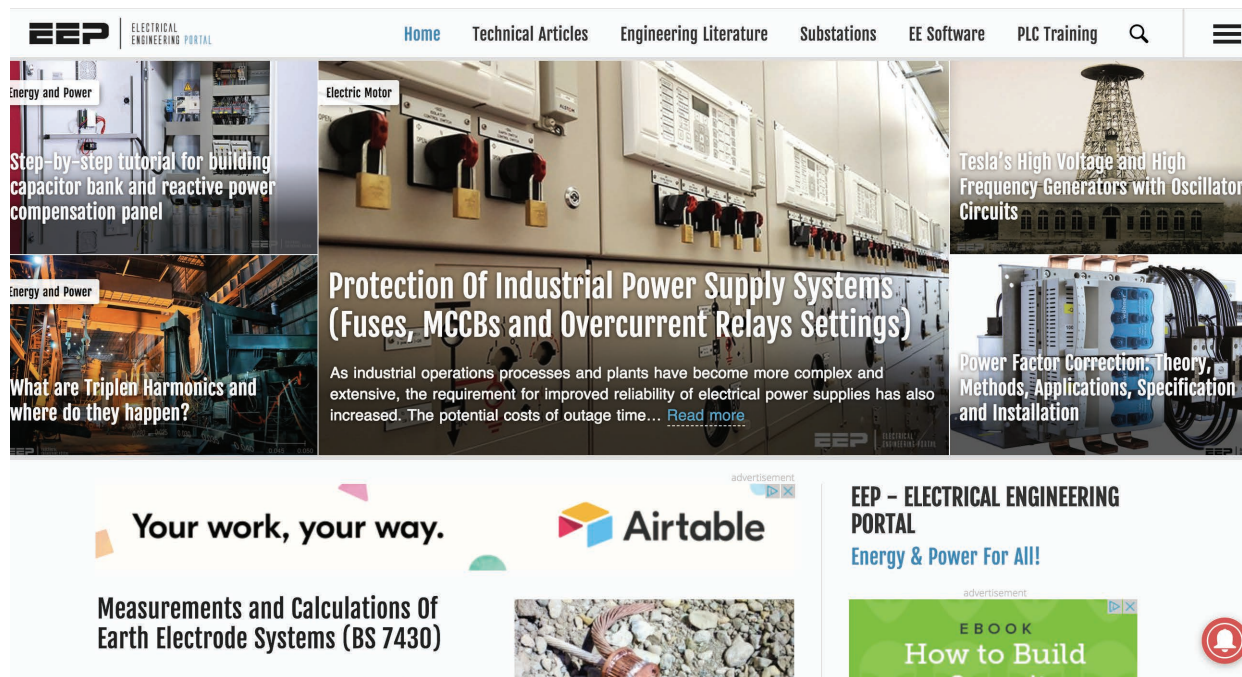 EEP
ELECTRICAL
ENGINEERING PORTAL
Home
Technical Articles
Engineering Literature
Substations
EE Software
PLC Training
Energy and Power
Step-by-step tutorial for building
capacitor bank and reactive power
compensation panel
Energy and Power
What are Triplen Harmonics and
where do they happen?
Electric Motor
OPEN
Protection Of Industrial Power Supply Systems
(Fuses, MCCBs and Overcurrent Relays Settings)
As industrial operations processes and plants have become more complex and
extensive, the requirement for improved reliability of electrical power supplies has also
increased. The potential costs of outage time... Read more
EEP
ELECTRICAL
ENGINEERING PORTAL
Tesla's High Voltage and High
Frequency Generators with Oscillator
Circuits
Power Factor Correction: Theory,
Methods, Applications, Specification
and Installation
advertisement
Your work, your way.
Airtable
Measurements and Calculations Of
Earth Electrode Systems (BS 7430)
EEP - ELECTRICAL ENGINEERING
PORTAL
Energy & Power For All!
advertisement
EBOOK
How to Build